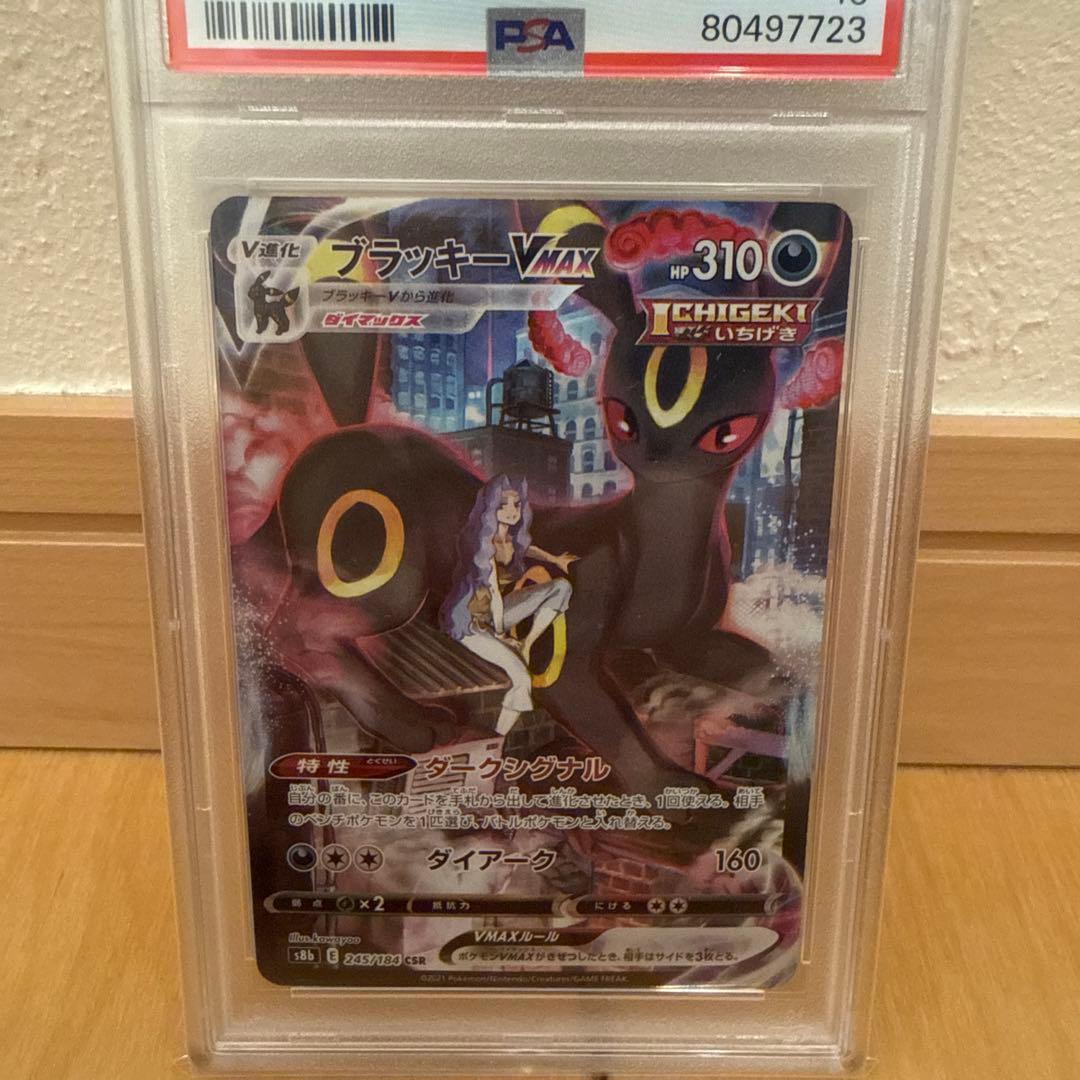 PSA
80497723
V進化
ブラッキーVMAX
HP 310
ブラッキーVから進化
ダイマックス
ICHIGEKI
いちげき
特性
とくせい
ダークシグナル
自分の番に、このカードを手札から出して進化させたとき、1回使える。相手
のベンチポケモンを1匹選び、バトルポケモンと入れ替える。
ダイアーク 160
弱点 ×2 抵抗力 にげる
Illus. kawayoo
VMAXルール
s8b E 245/184 CSR
ポケモンVMAXがきぜつしたとき、相手はサイドを3枚とる。
©2021 Pokémon/Nintendo/Creatures/GAME FREAK.